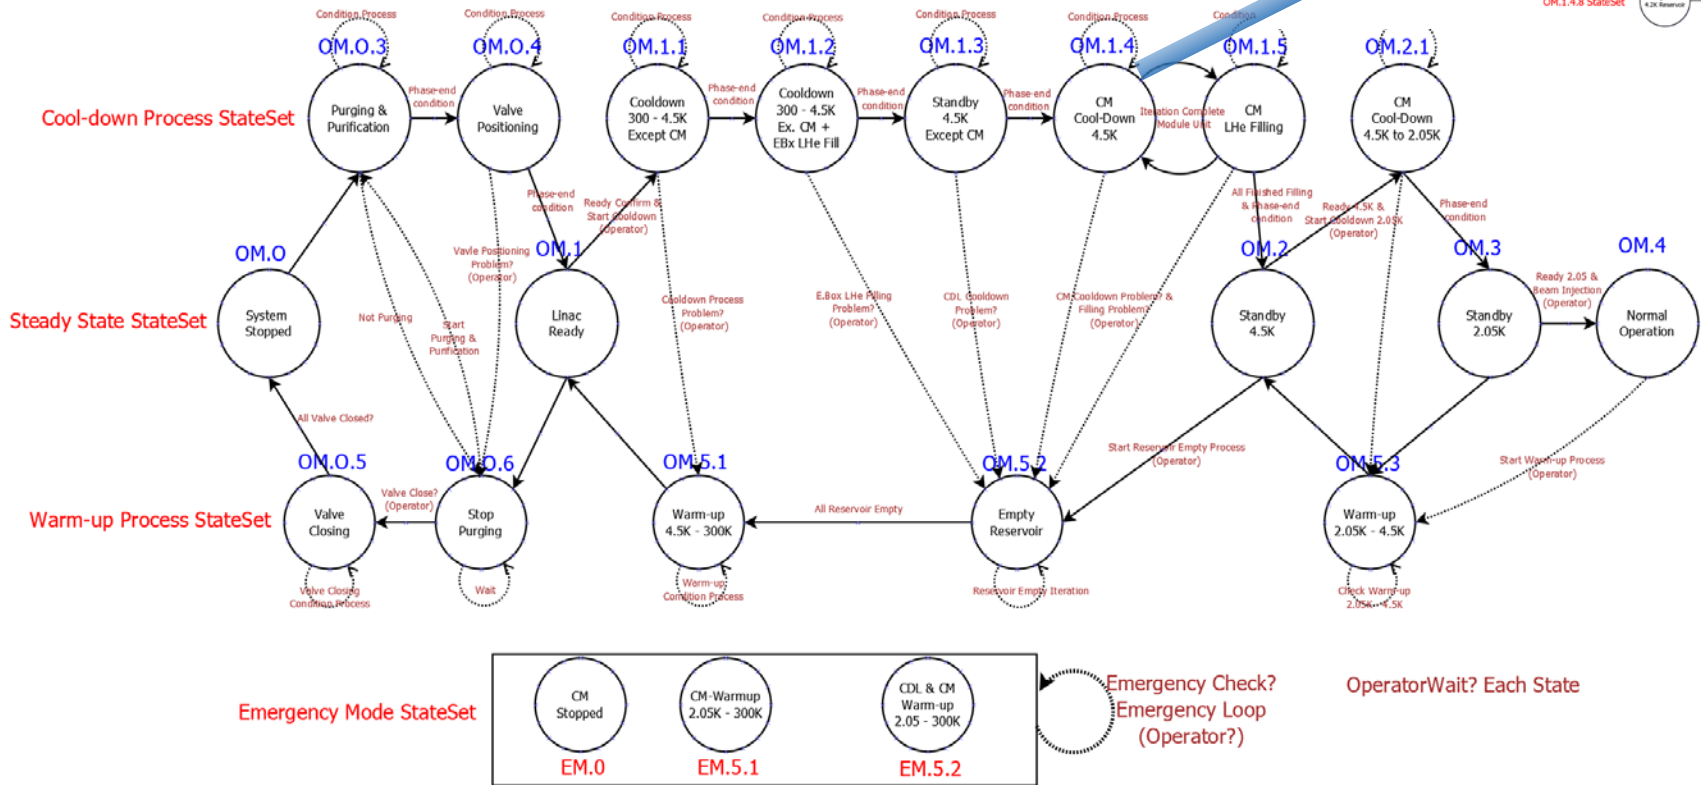 OM.1.4.8 StateSet
4.2K Reservoir
Condition Process
Condition Process
Condition Process
Condition Process
Condition Process
Condition Process
Condition
OM.O.3
OM.O.4
OM.1.1
OM.1.2
OM.1.3
OM.1.4
OM.1.5
OM.2.1
Cool-down Process StateSet
Purging &
Purification
Phase-end
condition
Valve
Positioning
Cooldown
300 - 4.5K
Except CM
Phase-end
condition
Cooldown
300 - 4.5K
Ex. CM +
EBx LHe Fill
Phase-end
condition
Standby
4.5K
Except CM
Phase-end
condition
CM
Cool-Down
4.5K
Iteration Complete
Module Unit
CM
LHe Filling
CM
Cool-Down
4.5K to 2.05K
Phase-end
condition
Ready Confirm &
Start Cooldown
(Operator)
All Finished Filling
& Phase-end
condition
Ready 4.5K &
Start Cooldown 2.05K
(Operator)
Phase-end
condition
OM.O
OM.1
OM.2
OM.3
OM.4
Vavle Positioning
Problem?
(Operator)
Steady State StateSet
System
Stopped
Not Purging
Start
Purging &
Purification
Linac
Ready
Cooldown Process
Problem?
(Operator)
E.Box LHe Filling
Problem?
(Operator)
CDL Cooldown
Problem?
(Operator)
CM Cooldown Problem? &
Filling Problem?
(Operator)
Standby
4.5K
Standby
2.05K
Ready 2.05 &
Beam Injection
(Operator)
Normal
Operation
All Valve Closed?
Start Reservoir Empty Process
(Operator)
Start Warm-up Process
(Operator)
OM.O.5
OM.O.6
OM.5.1
OM.5.2
OM.5.3
Warm-up Process StateSet
Valve
Closing
Valve Close?
(Operator)
Stop
Purging
Warm-up
4.5K - 300K
All Reservoir Empty
Empty
Reservoir
Warm-up
2.05K - 4.5K
Valve Closing
Condition Process
Wait
Warm-up
Condition Process
Reservoir Empty Iteration
Check Warm-up
2.05K - 4.5K
Emergency Mode StateSet
CM
Stopped
CM-Warmup
2.05K - 300K
CDL & CM
Warm-up
2.05 - 300K
EM.0
EM.5.1
EM.5.2
Emergency Check?
Emergency Loop
(Operator?)
OperatorWait? Each State